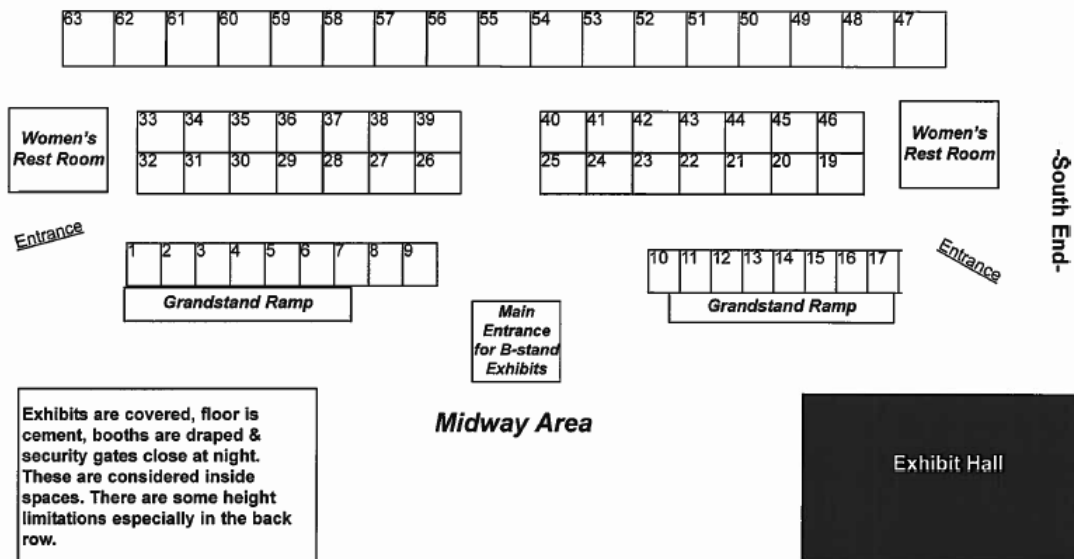 63 62 61 60 59 58 57 56 55 54 53 52 51 50 49 48 47
Women's
Rest Room
33 34 35 36 37 38 39
32 31 30 29 28 27 26
40 41 42 43 44 45 46
25 24 23 22 21 20 19
Women's
Rest Room
-South End-
Entrance
1 2 3 4 5 6 7 8 9
Grandstand Ramp
10 11 12 13 14 15 16 17
Grandstand Ramp
Entrance
Main
Entrance
for B-stand
Exhibits
Midway Area
Exhibits are covered, floor is
cement, booths are draped &
security gates close at night.
These are considered inside
spaces. There are some height
limitations especially in the back
row.
Exhibit Hall